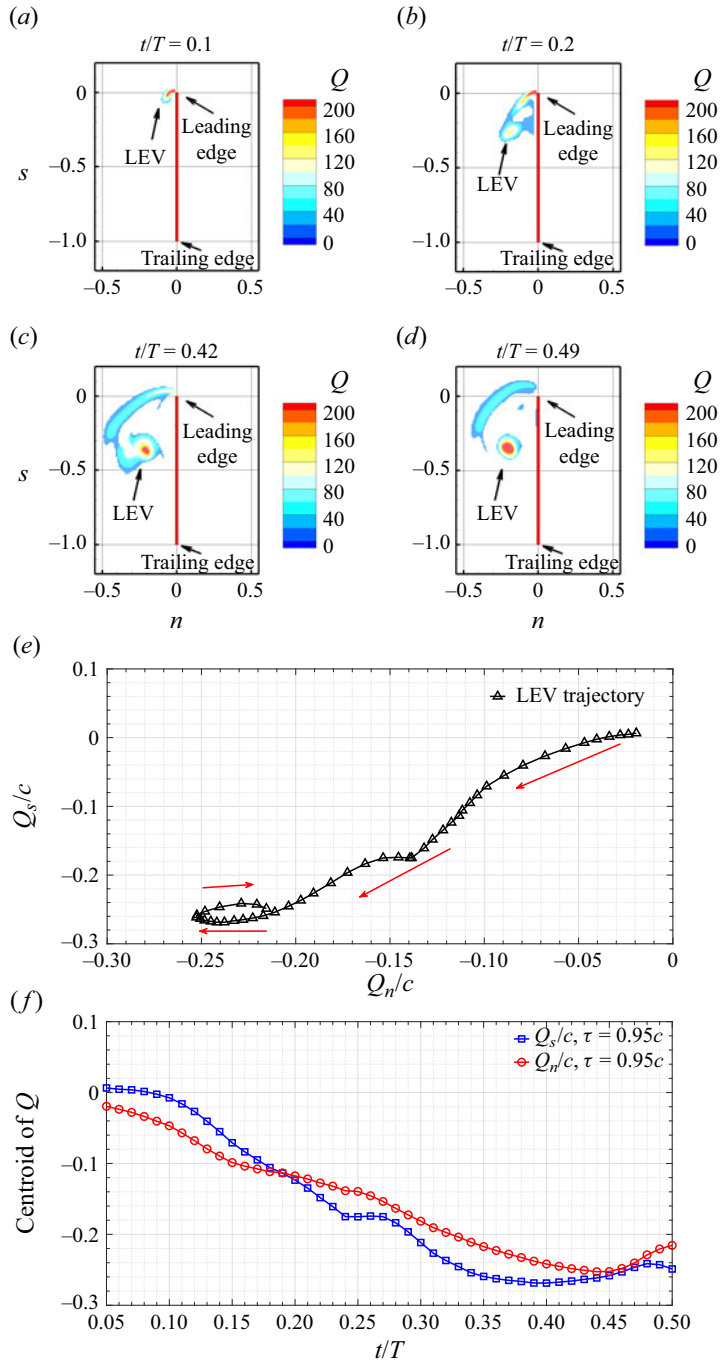 (a)
(b)
t/T = 0.1
t/T = 0.2
Q
Q
0
–0.5
–1.0
s
LEV
Leading
edge
Trailing edge
–0.5
0
0.5
200
160
120
80
40
0
0
–0.5
–1.0
LEV
Leading
edge
Trailing edge
–0.5
0
0.5
200
160
120
80
40
0
(c)
(d)
t/T = 0.42
t/T = 0.49
Q
Q
0
–0.5
–1.0
s
LEV
Leading
edge
Trailing edge
–0.5
0
0.5
n
200
160
120
80
40
0
0
–0.5
–1.0
LEV
Leading
edge
Trailing edge
–0.5
0
0.5
n
200
160
120
80
40
0
(e)
0.1
0
–0.1
–0.2
–0.3
Qs/c
LEV trajectory
–0.30
–0.25
–0.20
–0.15
–0.10
–0.05
0
Qn/c
(f)
0.1
0
–0.1
–0.2
–0.3
Centroid of Q
Qs/c, τ = 0.95c
Qn/c, τ = 0.95c
0.05
0.10
0.15
0.20
0.25
0.30
0.35
0.40
0.45
0.50
t/T